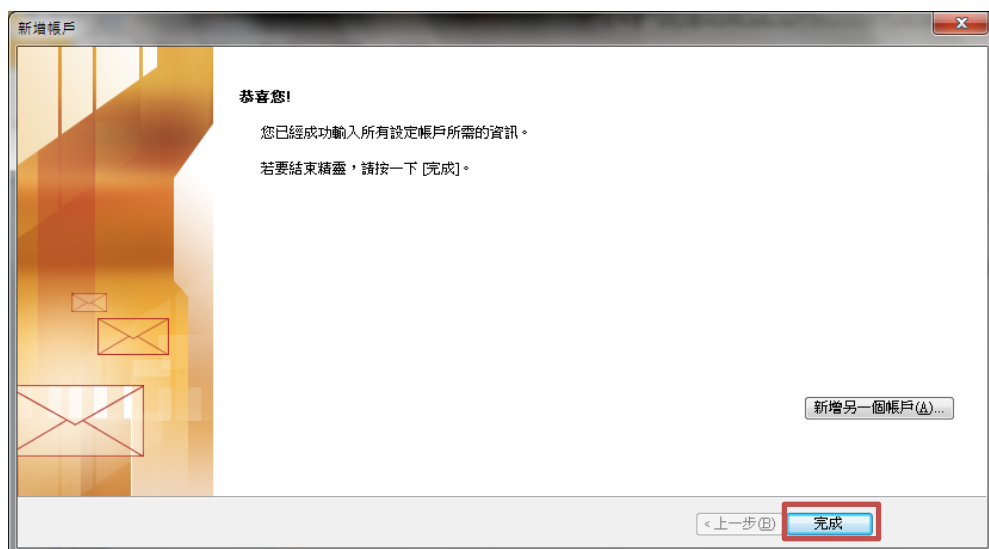 新增帳戶
恭喜您!
您已經成功輸入所有設定帳戶所需的資訊。
若要結束精靈，請按一下 [完成]。
新增另一個帳戶(A)...
<上一步(B)
完成